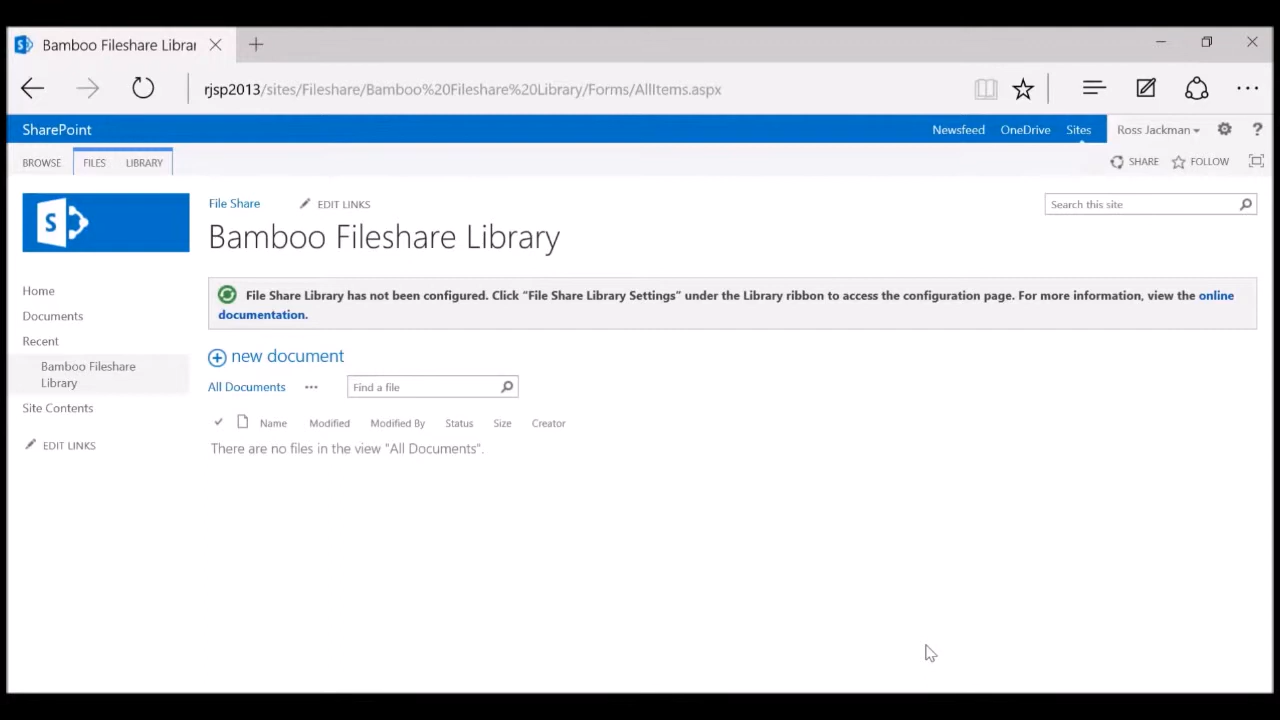 Bamboo Fileshare Librar
rjsp2013/sites/Fileshare/Bamboo%20Fileshare%20Library/Forms/AllItems.aspx
SharePoint Newsfeed OneDrive Sites Ross Jackman ?
BROWSE FILES LIBRARY SHARE FOLLOW
S
File Share EDIT LINKS Search this site
Bamboo Fileshare Library
Home
Documents
Recent
Bamboo Fileshare
Library
Site Contents
EDIT LINKS
File Share Library has not been configured. Click “File Share Library Settings” under the Library ribbon to access the configuration page. For more information, view the online
documentation.
new document
All Documents ··· Find a file
Name Modified Modified By Status Size Creator
There are no files in the view "All Documents".